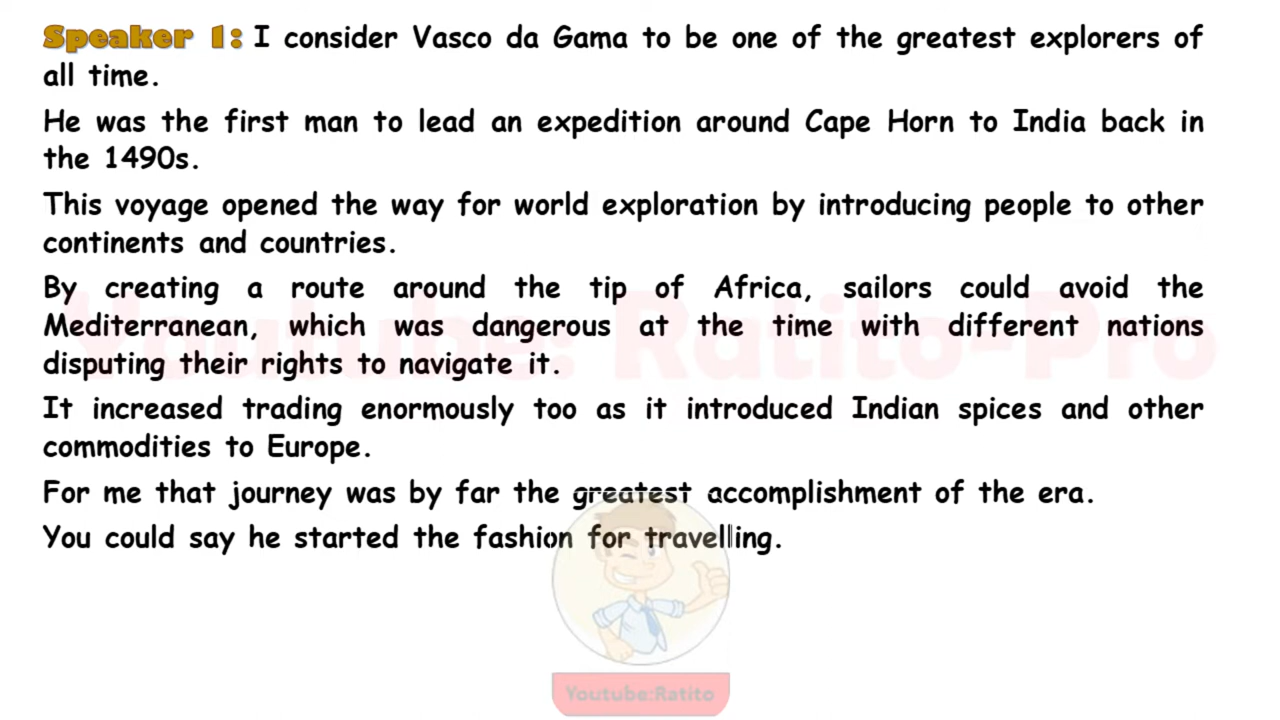 Speaker 1: I consider Vasco da Gama to be one of the greatest explorers of
all time.
He was the first man to lead an expedition around Cape Horn to India back in
the 1490s.
This voyage opened the way for world exploration by introducing people to other
continents and countries.
By creating a route around the tip of Africa, sailors could avoid the
Mediterranean, which was dangerous at the time with different nations
disputing their rights to navigate it.
It increased trading enormously too as it introduced Indian spices and other
commodities to Europe.
For me that journey was by far the greatest accomplishment of the era.
You could say he started the fashion for travelling.
Youtube: Ratito-Pro
Youtube:Ratito